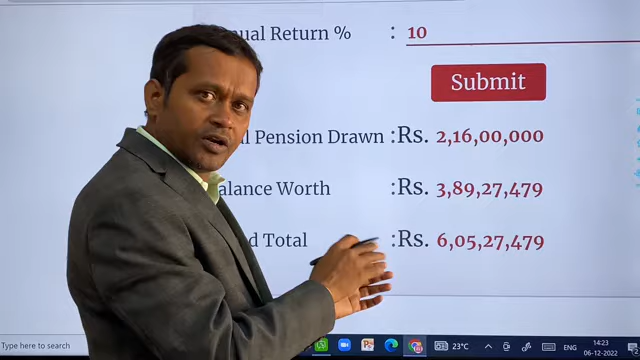 nual Return % : 10
Submit
l Pension Drawn :Rs. 2,16,00,000
alance Worth :Rs. 3,89,27,479
d Total :Rs. 6,05,27,479
Type here to search 23°C ENG 14:23
06-12-2022